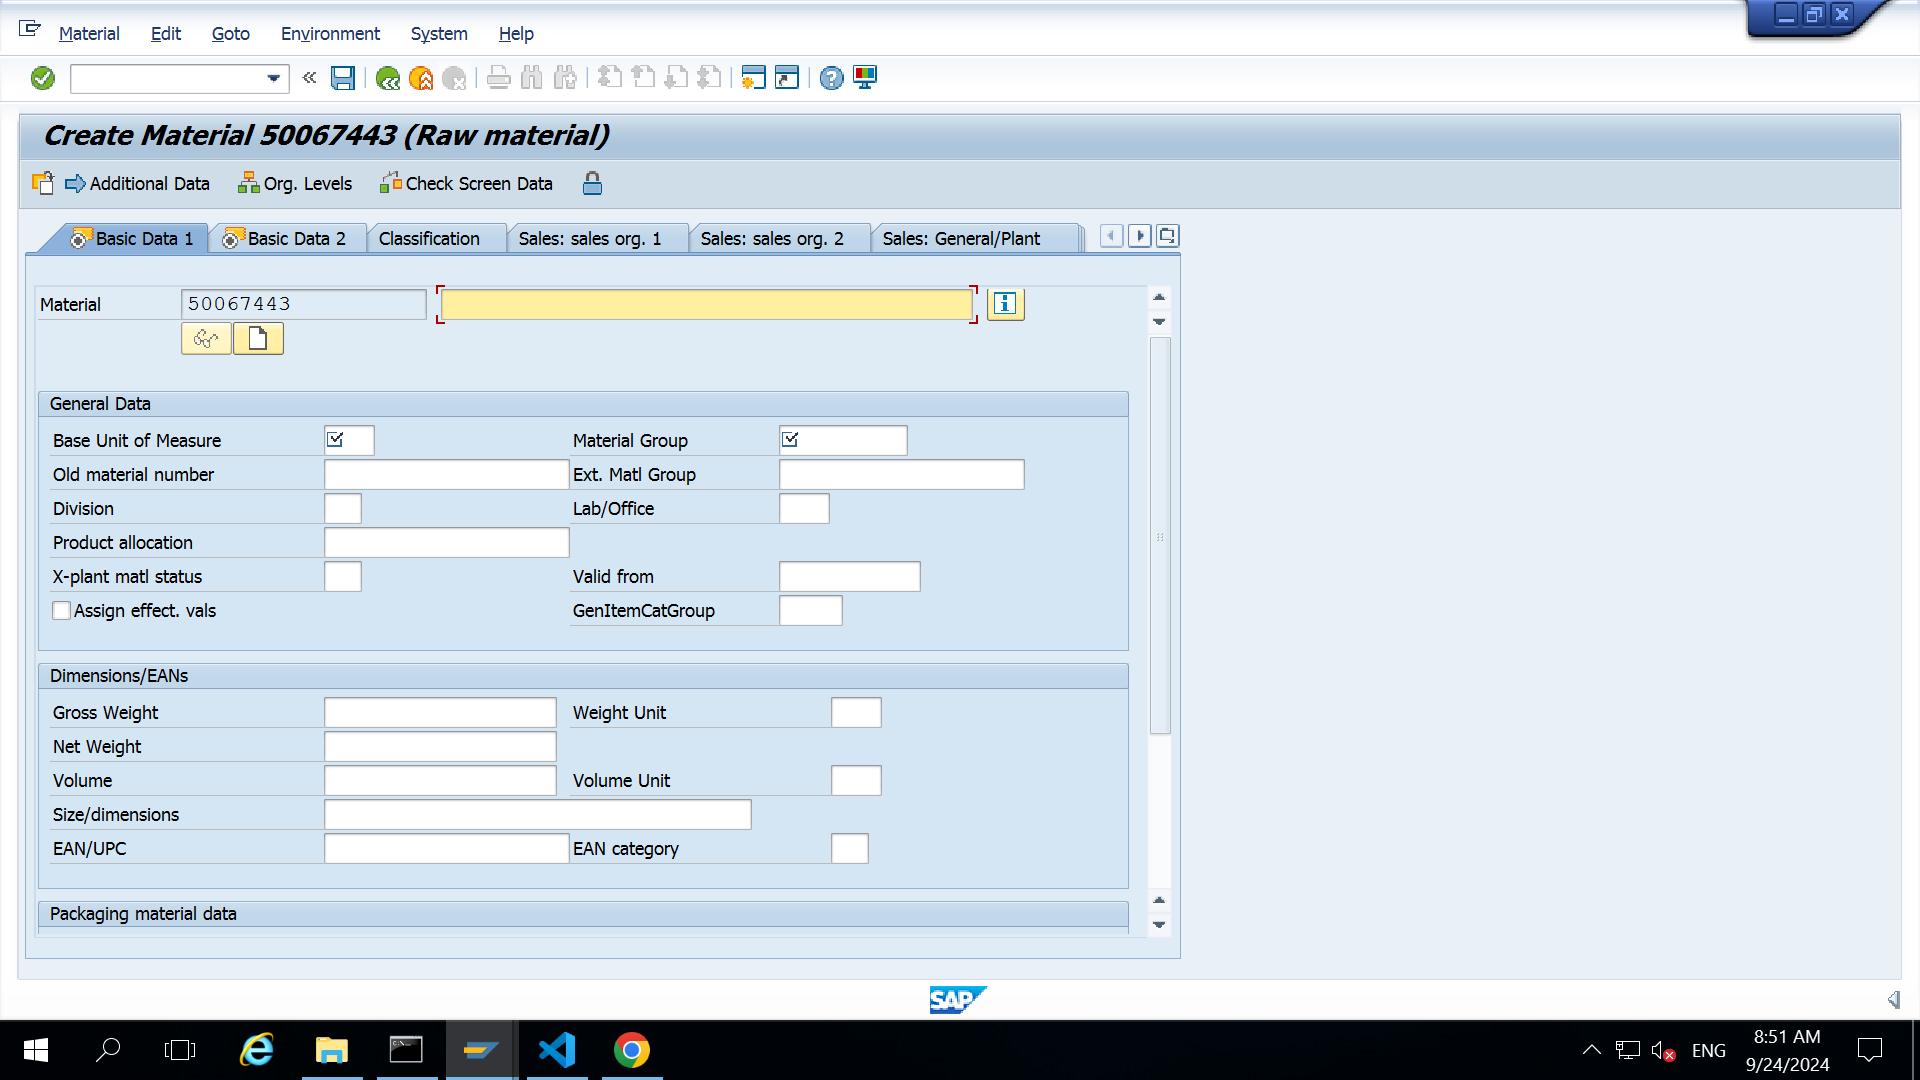 Material Edit Goto Environment System Help
Create Material 50067443 (Raw material)
Additional Data Org. Levels Check Screen Data
Basic Data 1 Basic Data 2 Classification Sales: sales org. 1 Sales: sales org. 2 Sales: General/Plant
Material 50067443
General Data
Base Unit of Measure Material Group
Old material number Ext. Matl Group
Division Lab/Office
Product allocation
X-plant matl status Valid from
Assign effect. vals GenItemCatGroup
Dimensions/EANs
Gross Weight Weight Unit
Net Weight
Volume Volume Unit
Size/dimensions
EAN/UPC EAN category
Packaging material data
SAP
ENG
8:51 AM
9/24/2024